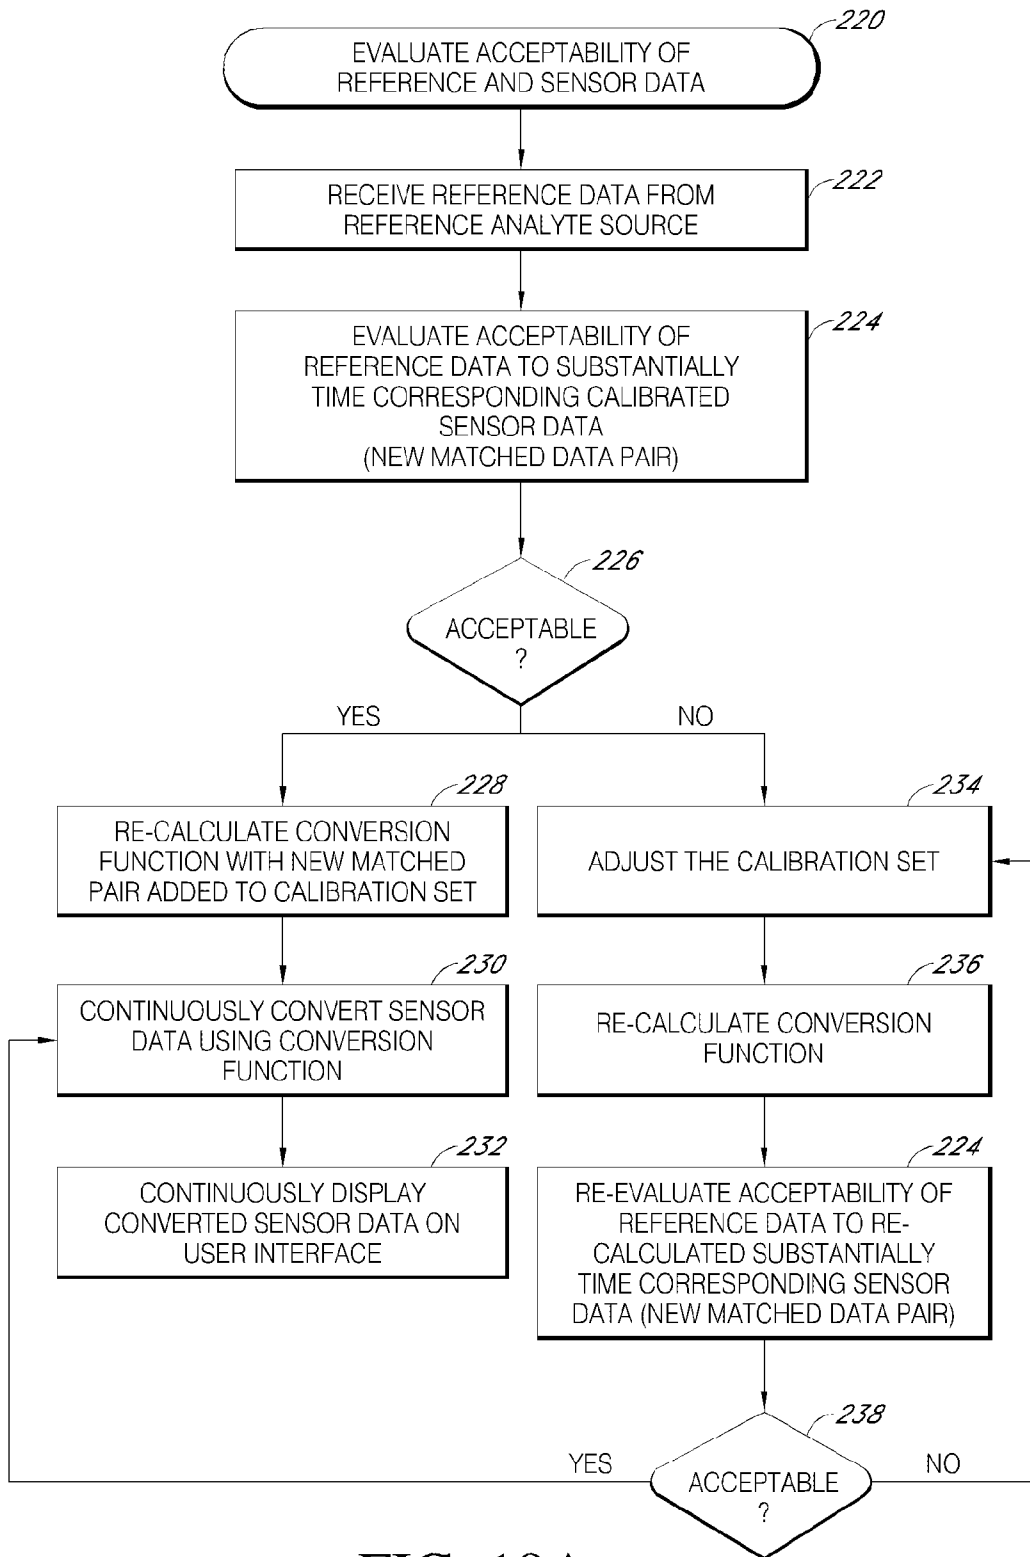 220
EVALUATE ACCEPTABILITY OF
REFERENCE AND SENSOR DATA
222
RECEIVE REFERENCE DATA FROM
REFERENCE ANALYTE SOURCE
224
EVALUATE ACCEPTABILITY OF
REFERENCE DATA TO SUBSTANTIALLY
TIME CORRESPONDING CALIBRATED
SENSOR DATA
(NEW MATCHED DATA PAIR)
226
ACCEPTABLE
?
YES
NO
228
RE-CALCULATE CONVERSION
FUNCTION WITH NEW MATCHED
PAIR ADDED TO CALIBRATION SET
234
ADJUST THE CALIBRATION SET
230
CONTINUOUSLY CONVERT SENSOR
DATA USING CONVERSION
FUNCTION
236
RE-CALCULATE CONVERSION
FUNCTION
232
CONTINUOUSLY DISPLAY
CONVERTED SENSOR DATA ON
USER INTERFACE
224
RE-EVALUATE ACCEPTABILITY OF
REFERENCE DATA TO RE-
CALCULATED SUBSTANTIALLY
TIME CORRESPONDING SENSOR
DATA (NEW MATCHED DATA PAIR)
238
YES
ACCEPTABLE
?
NO